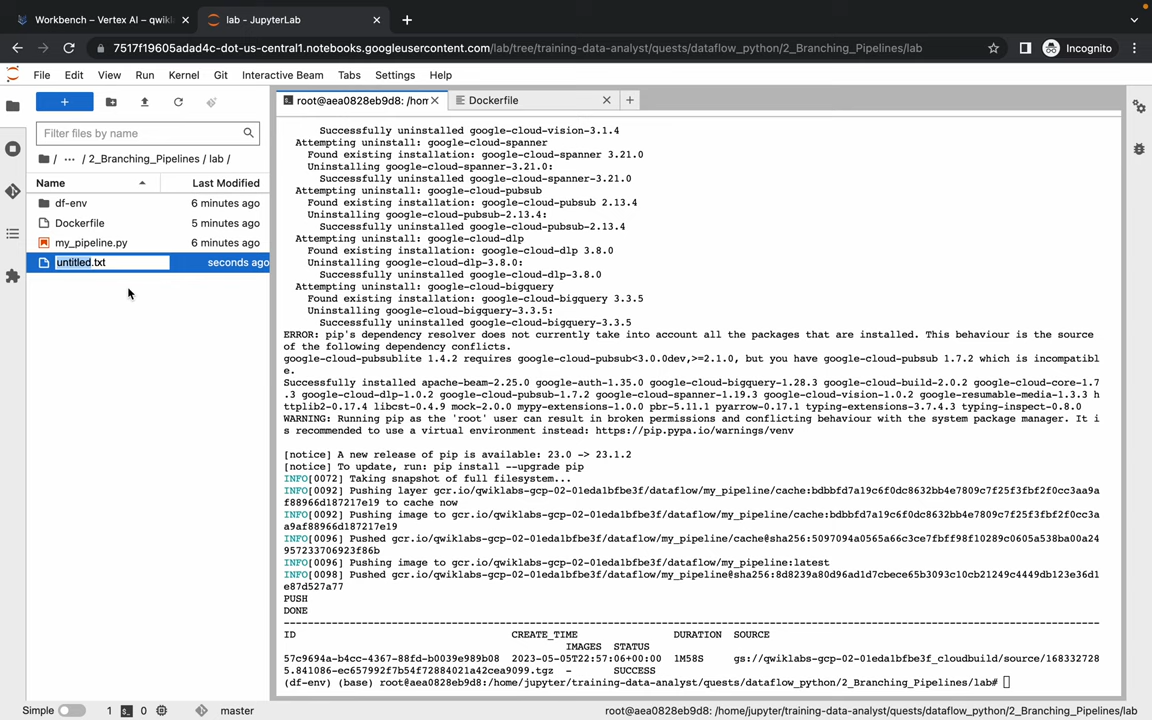 Workbench – Vertex AI – qwikla
lab - JupyterLab
7517f19605adad4c-dot-us-central1.notebooks.googleusercontent.com/lab/tree/training-data-analyst/quests/dataflow_python/2_Branching_Pipelines/lab
Incognito
File Edit View Run Kernel Git Interactive Beam Tabs Settings Help
Filter files by name
/ ··· / 2_Branching_Pipelines / lab /
Name Last Modified
df-env 6 minutes ago
Dockerfile 5 minutes ago
my_pipeline.py 6 minutes ago
untitled.txt seconds ago
root@aea0828eb9d8: /hom
Dockerfile
Successfully uninstalled google-cloud-vision-3.1.4
Attempting uninstall: google-cloud-spanner
Found existing installation: google-cloud-spanner 3.21.0
Uninstalling google-cloud-spanner-3.21.0:
Successfully uninstalled google-cloud-spanner-3.21.0
Attempting uninstall: google-cloud-pubsub
Found existing installation: google-cloud-pubsub 2.13.4
Uninstalling google-cloud-pubsub-2.13.4:
Successfully uninstalled google-cloud-pubsub-2.13.4
Attempting uninstall: google-cloud-dlp
Found existing installation: google-cloud-dlp 3.8.0
Uninstalling google-cloud-dlp-3.8.0:
Successfully uninstalled google-cloud-dlp-3.8.0
Attempting uninstall: google-cloud-bigquery
Found existing installation: google-cloud-bigquery 3.3.5
Uninstalling google-cloud-bigquery-3.3.5:
Successfully uninstalled google-cloud-bigquery-3.3.5
ERROR: pip's dependency resolver does not currently take into account all the packages that are installed. This behaviour is the source
of the following dependency conflicts.
google-cloud-pubsublite 1.4.2 requires google-cloud-pubsub<3.0.0dev,>=2.1.0, but you have google-cloud-pubsub 1.7.2 which is incompatibl
e.
Successfully installed apache-beam-2.25.0 google-auth-1.35.0 google-cloud-bigquery-1.28.3 google-cloud-build-2.0.2 google-cloud-core-1.7
.3 google-cloud-dlp-1.0.2 google-cloud-pubsub-1.7.2 google-cloud-spanner-1.19.3 google-cloud-vision-1.0.2 google-resumable-media-1.3.3 h
ttplib2-0.17.4 libcst-0.4.9 mock-2.0.0 mypy-extensions-1.0.0 pbr-5.11.1 pyarrow-0.17.1 typing-extensions-3.7.4.3 typing-inspect-0.8.0
WARNING: Running pip as the 'root' user can result in broken permissions and conflicting behaviour with the system package manager. It i
s recommended to use a virtual environment instead: https://pip.pypa.io/warnings/venv
[notice] A new release of pip is available: 23.0 -> 23.1.2
[notice] To update, run: pip install --upgrade pip
INFO[0072] Taking snapshot of full filesystem...
INFO[0092] Pushing layer gcr.io/qwiklabs-gcp-02-01eda1bfbe3f/dataflow/my_pipeline/cache:bdbbfd7a19c6f0dc8632bb4e7809c7f25f3fbf2f0cc3aa9a
f88966d187217e19 to cache now
INFO[0092] Pushing image to gcr.io/qwiklabs-gcp-02-01eda1bfbe3f/dataflow/my_pipeline/cache:bdbbfd7a19c6f0dc8632bb4e7809c7f25f3fbf2f0cc3a
a9af88966d187217e19
INFO[0096] Pushed gcr.io/qwiklabs-gcp-02-01eda1bfbe3f/dataflow/my_pipeline/cache@sha256:5097094a0565a66c3ce7fbff98f10289c0605a538ba00a24
957233706923f86b
INFO[0096] Pushing image to gcr.io/qwiklabs-gcp-02-01eda1bfbe3f/dataflow/my_pipeline:latest
INFO[0098] Pushed gcr.io/qwiklabs-gcp-02-01eda1bfbe3f/dataflow/my_pipeline@sha256:8d8239a80d96ad1d7cbece65b3093c10cb21249c4449db123e36d1
e87d527a77
PUSH
DONE
ID CREATE_TIME DURATION SOURCE
IMAGES STATUS
57c9694a-b4cc-4367-88fd-b0039e989b08 2023-05-05T22:57:06+00:00 1M58S gs://qwiklabs-gcp-02-01eda1bfbe3f_cloudbuild/source/168332728
5.841086-ec657992f7b54f72884021a42cea9099.tgz - SUCCESS
(df-env) (base) root@aea0828eb9d8:/home/jupyter/training-data-analyst/quests/dataflow_python/2_Branching_Pipelines/lab#
Simple 1 0 master root@aea0828eb9d8: /home/jupyter/training-data-analyst/quests/dataflow_python/2_Branching_Pipelines/lab